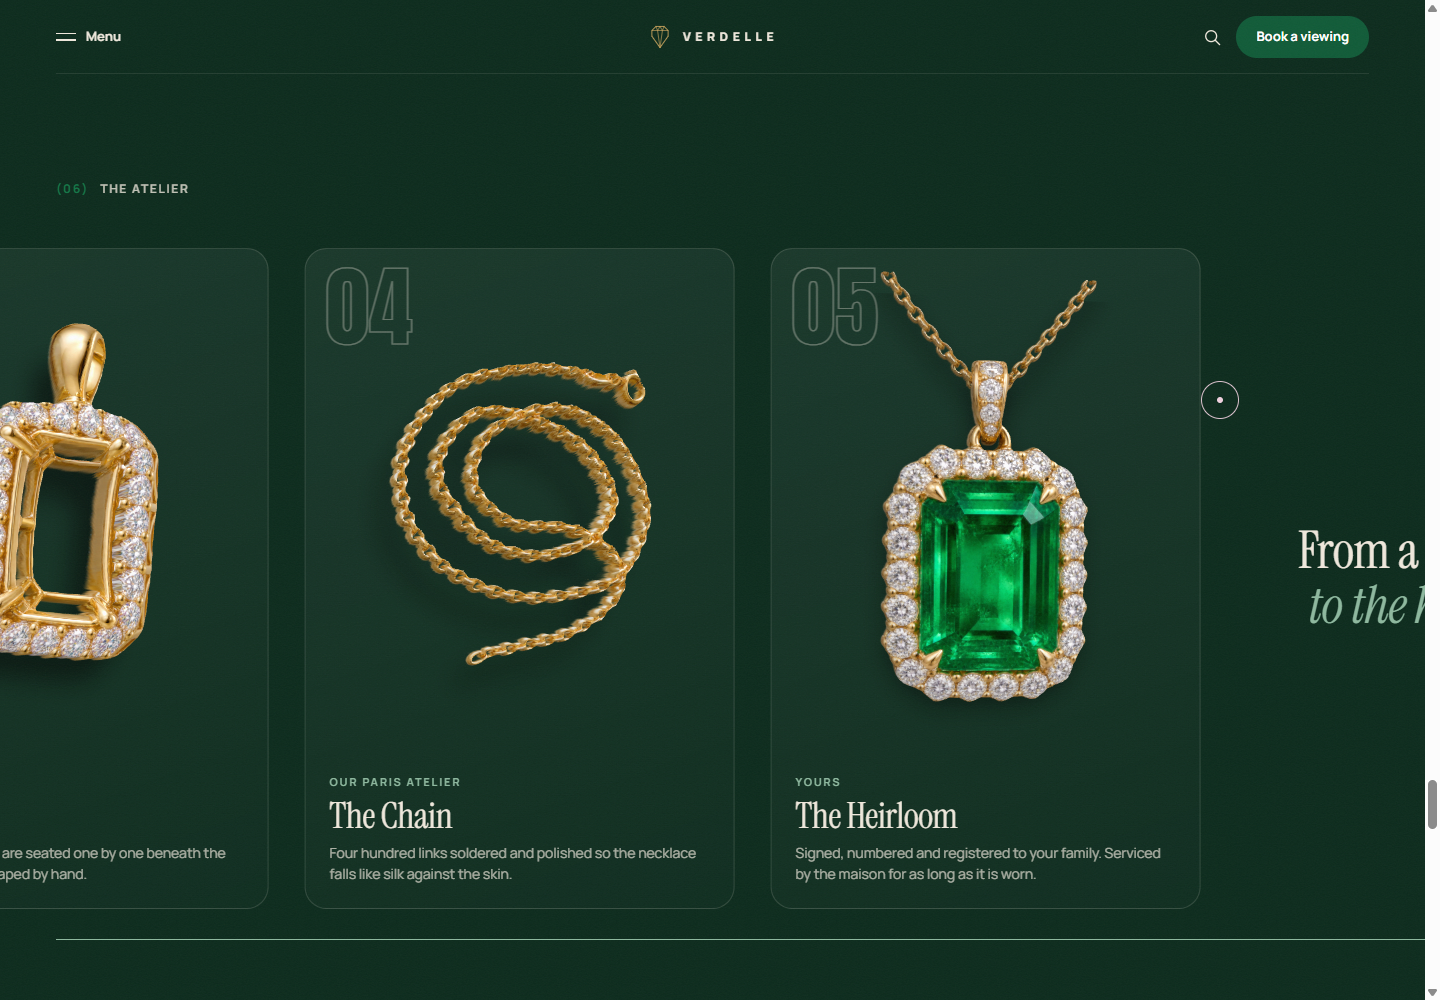 Menu
VERDELLE
Book a viewing
(06) THE ATELIER
04
05
From a
to the
OUR PARIS ATELIER
The Chain
YOURS
The Heirloom
are seated one by one beneath the
aped by hand.
Four hundred links soldered and polished so the necklace
falls like silk against the skin.
Signed, numbered and registered to your family. Serviced
by the maison for as long as it is worn.